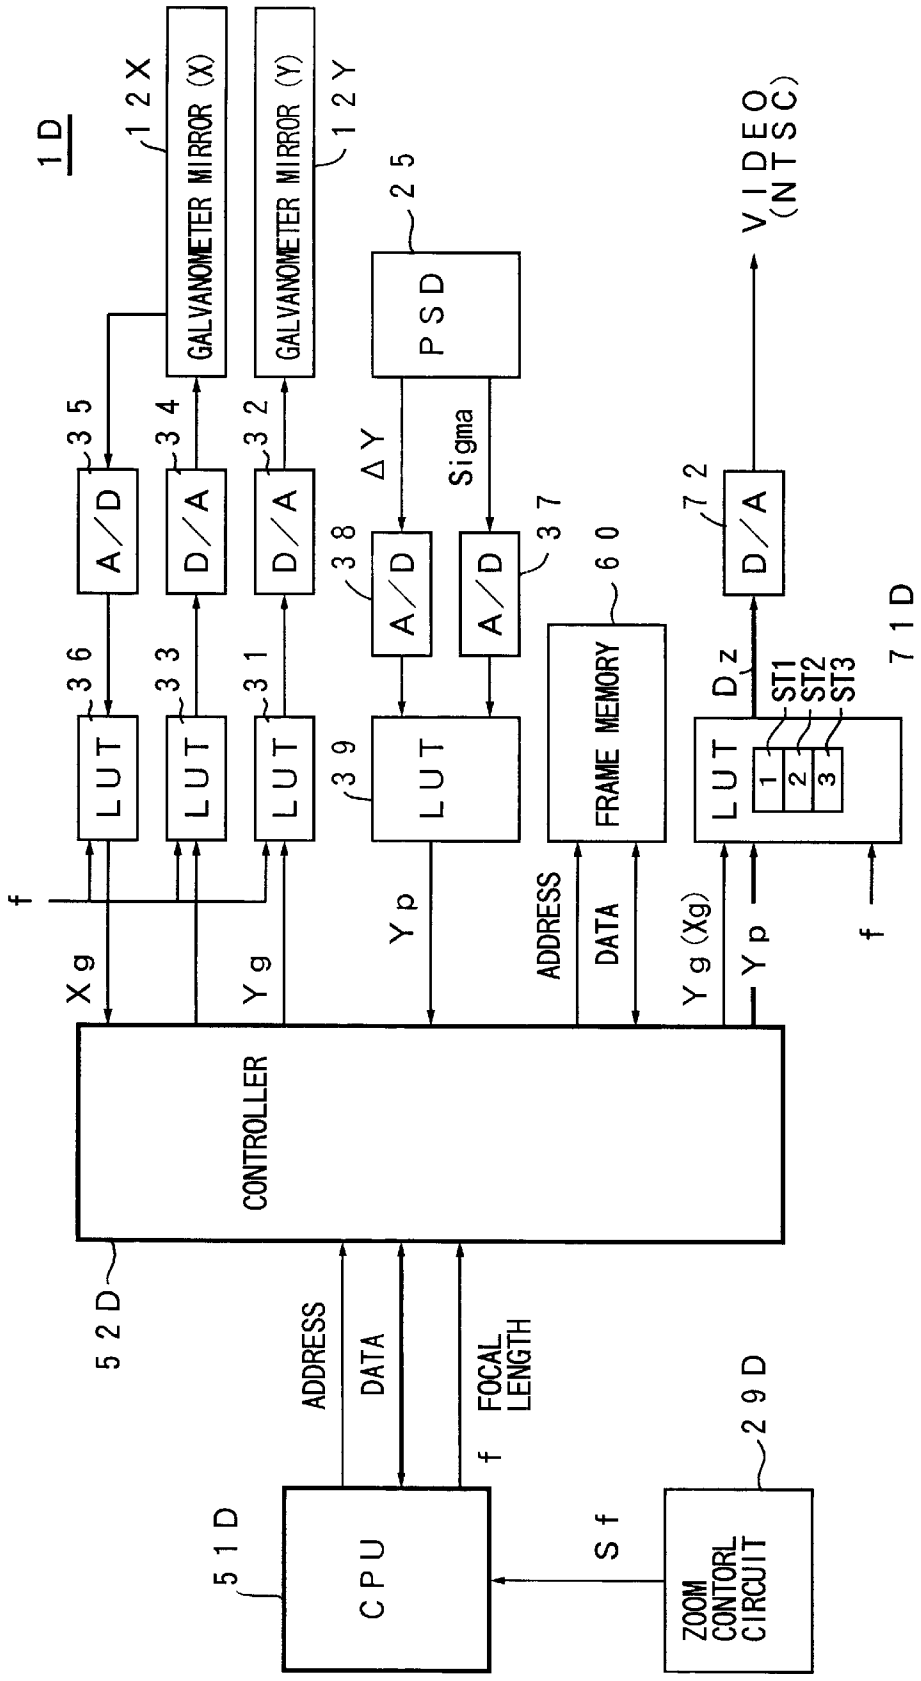 1D
12X
GALVANOMETER MIRROR (X)
GALVANOMETER MIRROR (Y)
12Y
35
A/D
34
D/A
32
D/A
36
LUT
33
LUT
31
LUT
f
Xg
Yg
25
PSD
ΔY
Sigma
38
A/D
37
A/D
39
LUT
Yp
60
FRAME MEMORY
ADDRESS
DATA
VIDEO
(NTSC)
72
D/A
Dz
LUT
1
2
3
ST1
ST2
ST3
71D
Yg(Xg)
Yp
f
CONTROLLER
52D
ADDRESS
DATA
FOCAL
LENGTH
f
51D
CPU
Sf
29D
ZOOM
CONTORL
CIRCUIT